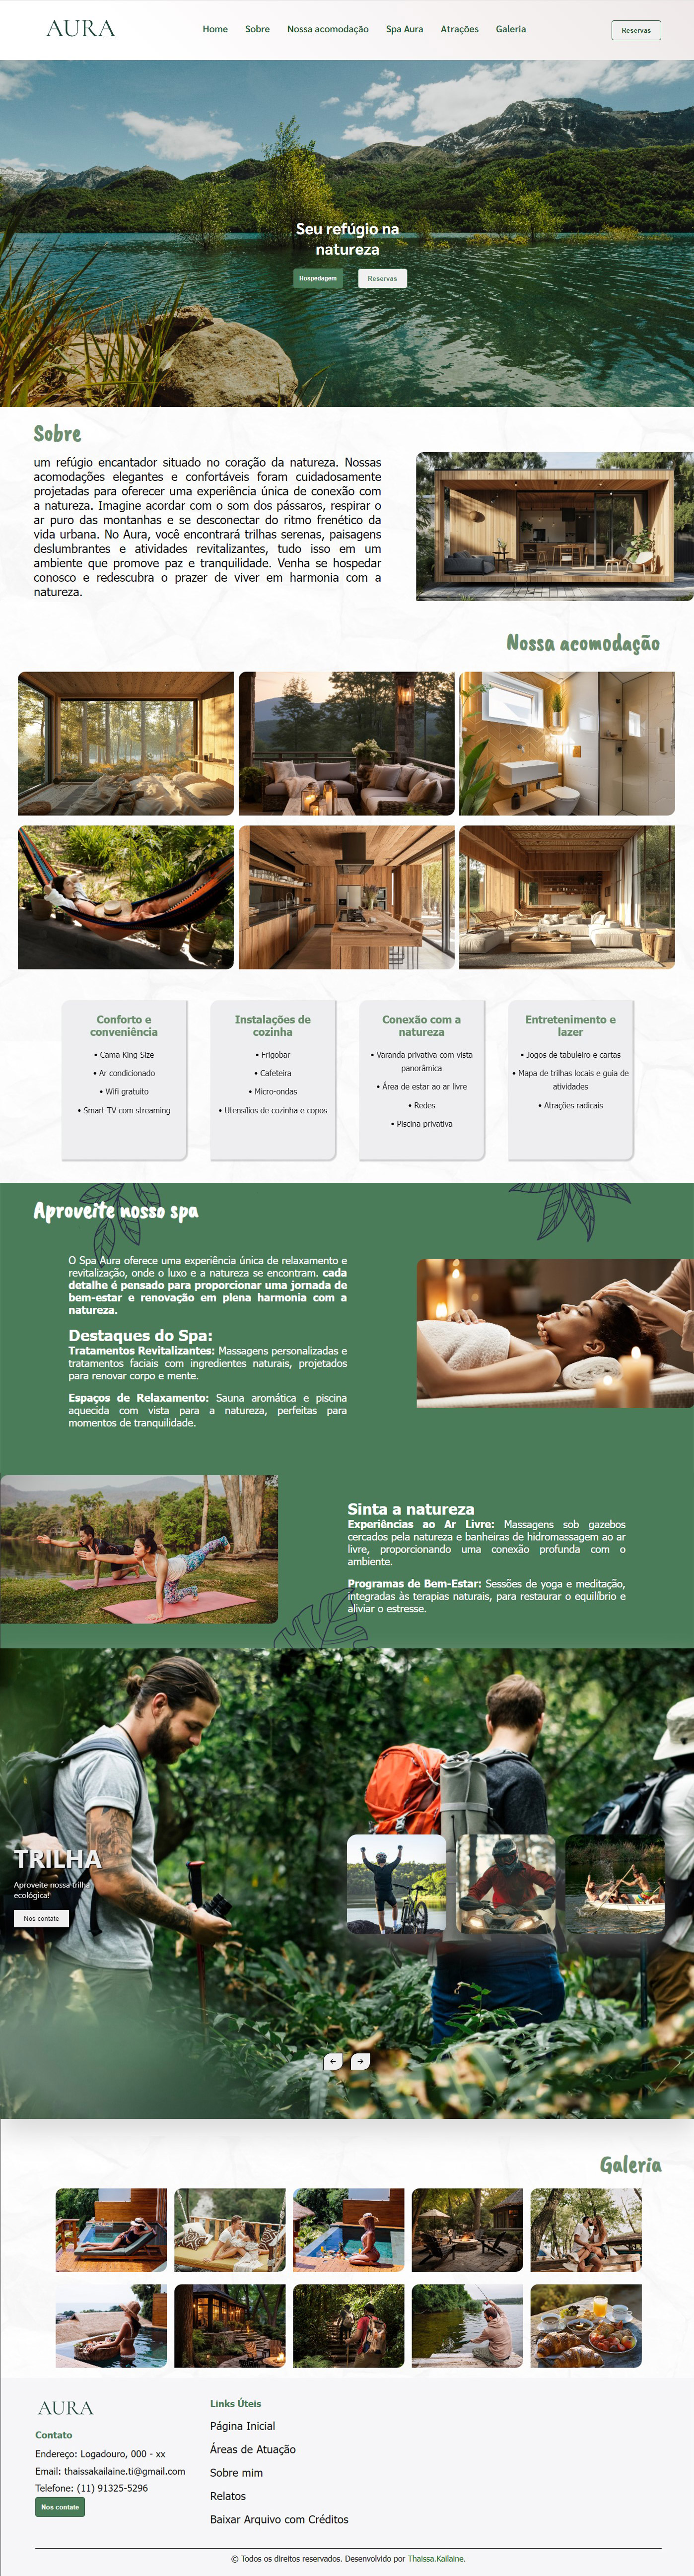 AURA
Home Sobre Nossa acomodação Spa Aura Atrações Galeria Reservas
Seu refúgio na
natureza
Hospedagem Reservas
Sobre
um refúgio encantador situado no coração da natureza. Nossas
acomodações elegantes e confortáveis foram cuidadosamente
projetadas para oferecer uma experiência única de conexão com
a natureza. Imagine acordar com o som dos pássaros, respirar o
ar puro das montanhas e se desconectar do ritmo frenético da
vida urbana. No Aura, você encontrará trilhas serenas, paisagens
deslumbrantes e atividades revitalizantes, tudo isso em um
ambiente que promove paz e tranquilidade. Venha se hospedar
conosco e redescubra o prazer de viver em harmonia com a
natureza.
Nossa acomodação
Conforto e
conveniência
• Cama King Size
• Ar condicionado
• Wifi gratuito
• Smart TV com streaming
Instalações de
cozinha
• Frigobar
• Cafeteira
• Micro-ondas
• Utensílios de cozinha e copos
Conexão com a
natureza
• Varanda privativa com vista
panorâmica
• Área de estar ao ar livre
• Redes
• Piscina privativa
Entretenimento e
lazer
• Jogos de tabuleiro e cartas
• Mapa de trilhas locais e guia de
atividades
• Atrações radicais
Aproveite nosso spa
O Spa Aura oferece uma experiência única de relaxamento e
revitalização, onde o luxo e a natureza se encontram. cada
detalhe é pensado para proporcionar uma jornada de
bem-estar e renovação em plena harmonia com a
natureza.
Destaques do Spa:
Tratamentos Revitalizantes: Massagens personalizadas e
tratamentos faciais com ingredientes naturais, projetados
para renovar corpo e mente.
Espaços de Relaxamento: Sauna aromática e piscina
aquecida com vista para a natureza, perfeitas para
momentos de tranquilidade.
Sinta a natureza
Experiências ao Ar Livre: Massagens sob gazebos
cercados pela natureza e banheiras de hidromassagem ao ar
livre, proporcionando uma conexão profunda com o
ambiente.
Programas de Bem-Estar: Sessões de yoga e meditação,
integradas às terapias naturais, para restaurar o equilíbrio e
aliviar o estresse.
TRILHA
Aproveite nossa trilha
ecológica!
Nos contate
← →
Galeria
AURA
Contato
Endereço: Logadouro, 000 - xx
Email: thaissakailaine.ti@gmail.com
Telefone: (11) 91325-5296
Nos contate
Links Úteis
Página Inicial
Áreas de Atuação
Sobre mim
Relatos
Baixar Arquivo com Créditos
© Todos os direitos reservados. Desenvolvido por Thaissa.Kailaine.